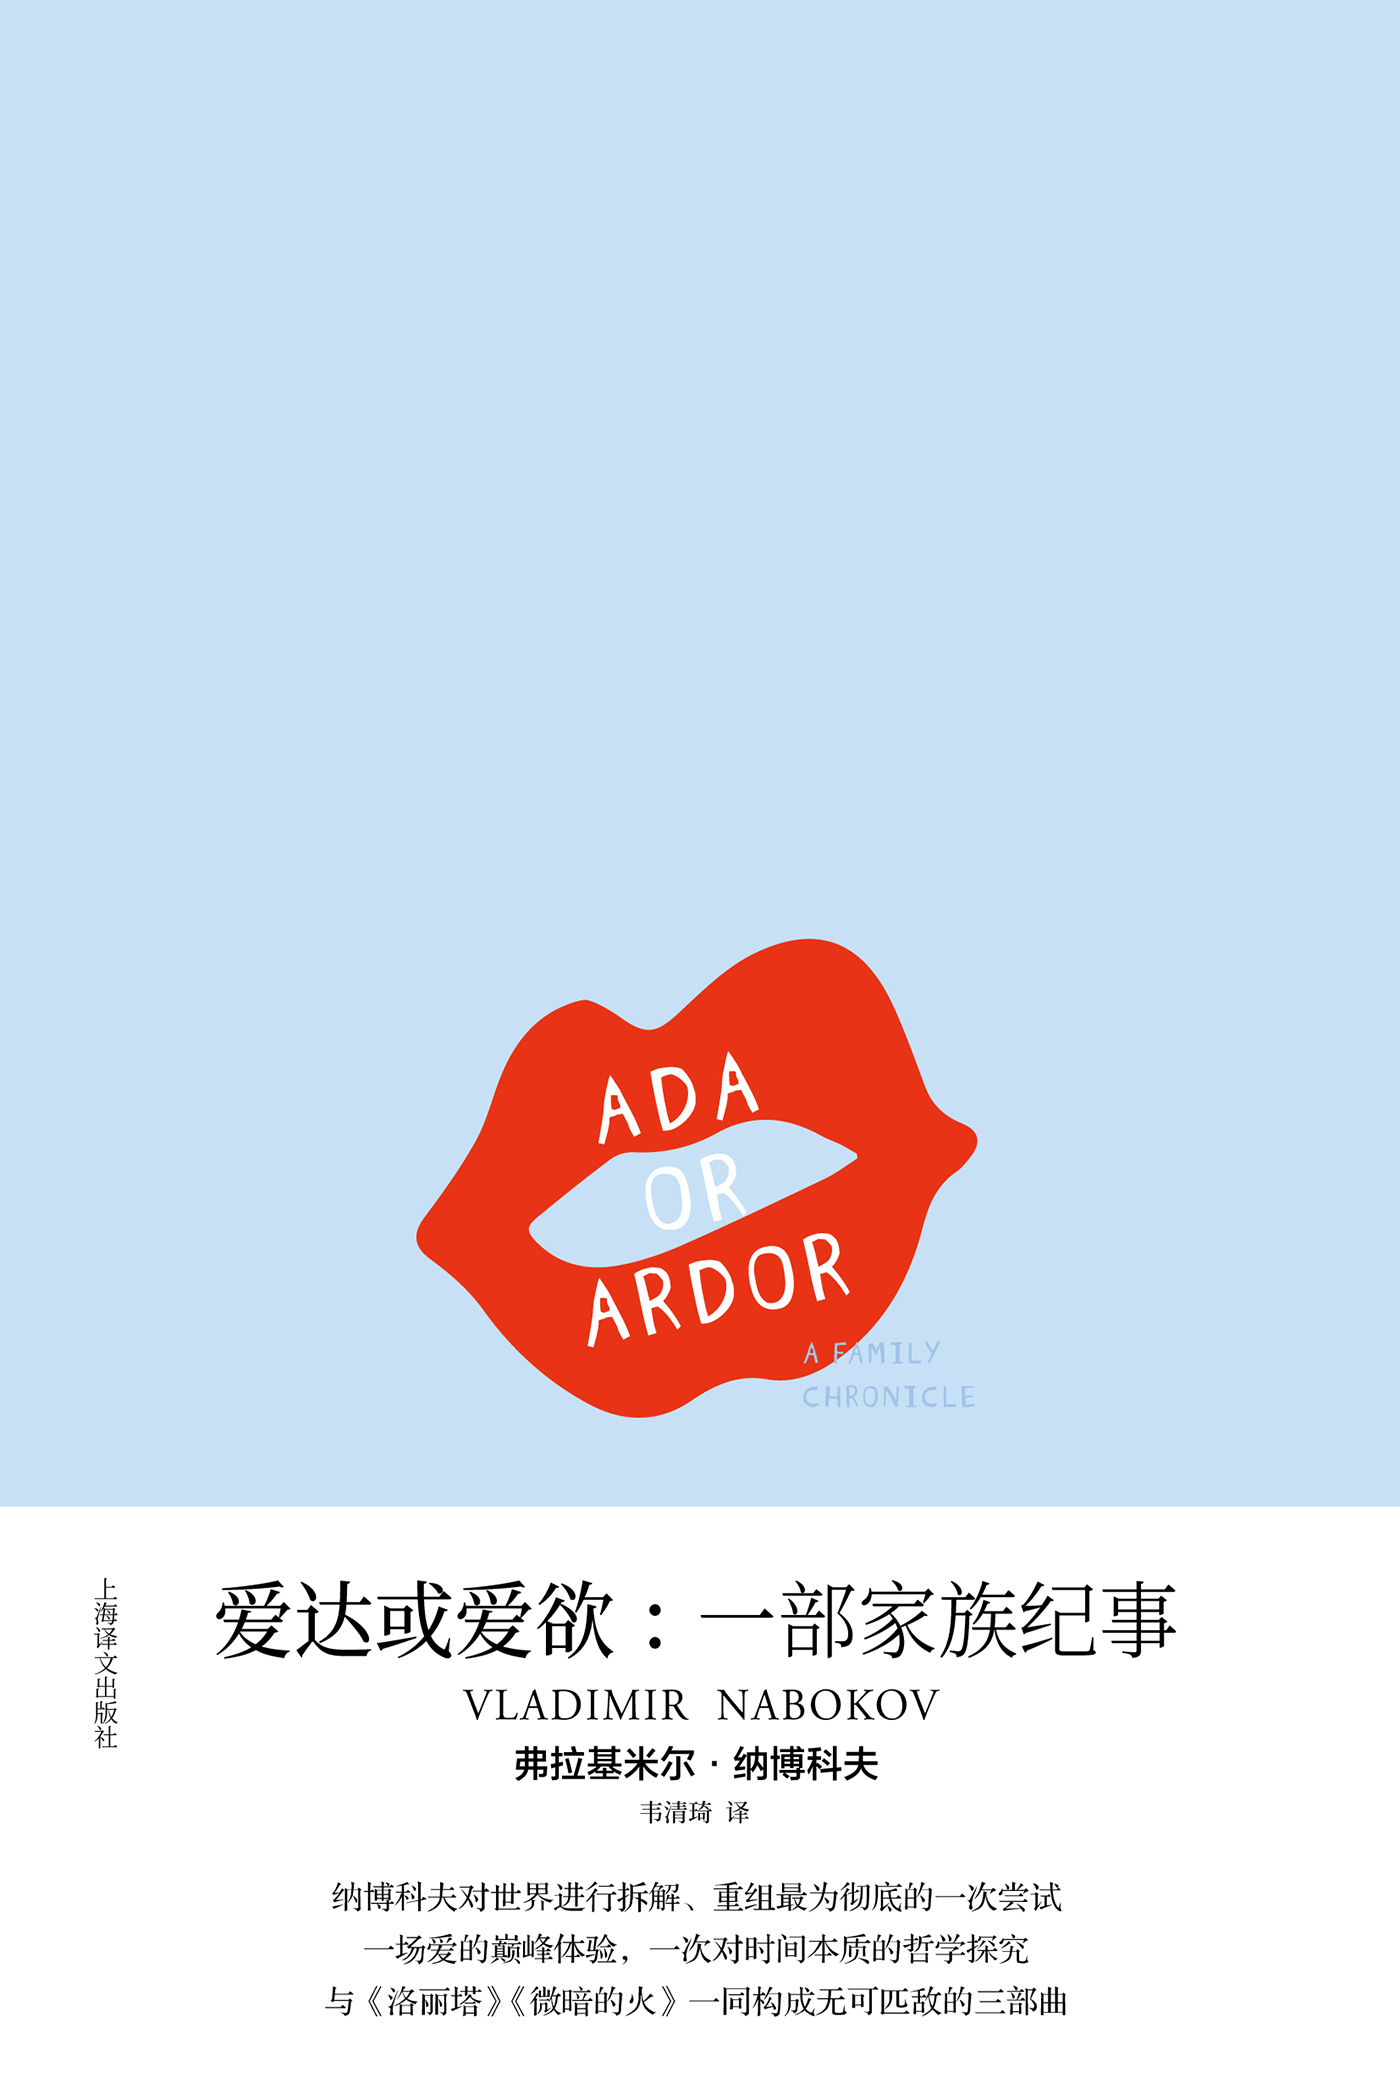 ADA
OR
ARDOR
A FAMILY
CHRONICLE
上海译文出版社
爱达或爱欲：一部家族纪事
VLADIMIR NABOKOV
弗拉基米尔·纳博科夫
韦清琦 译
纳博科夫对世界进行拆解、重组最为彻底的一次尝试
一场爱的巅峰体验，一次对时间本质的哲学探究
与《洛丽塔》《微暗的火》一同构成无可匹敌的三部曲